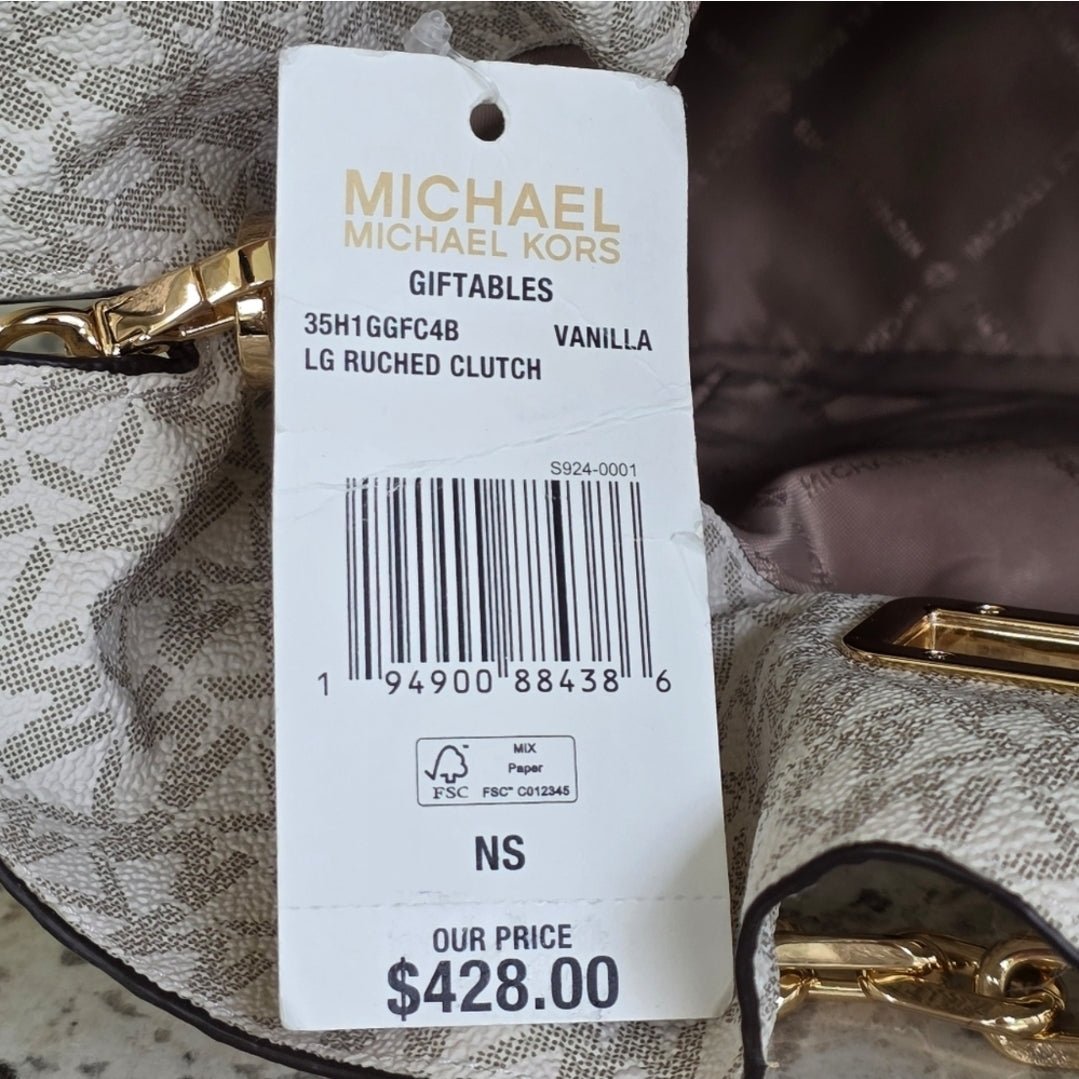 MICHAEL
MICHAEL KORS
GIFTABLES
35H1GGFC4B VANILLA
LG RUCHED CLUTCH
S924-0001
1 94900 88438 6
FSC
MIX
Paper
FSC™ C012345
NS
OUR PRICE
$428.00